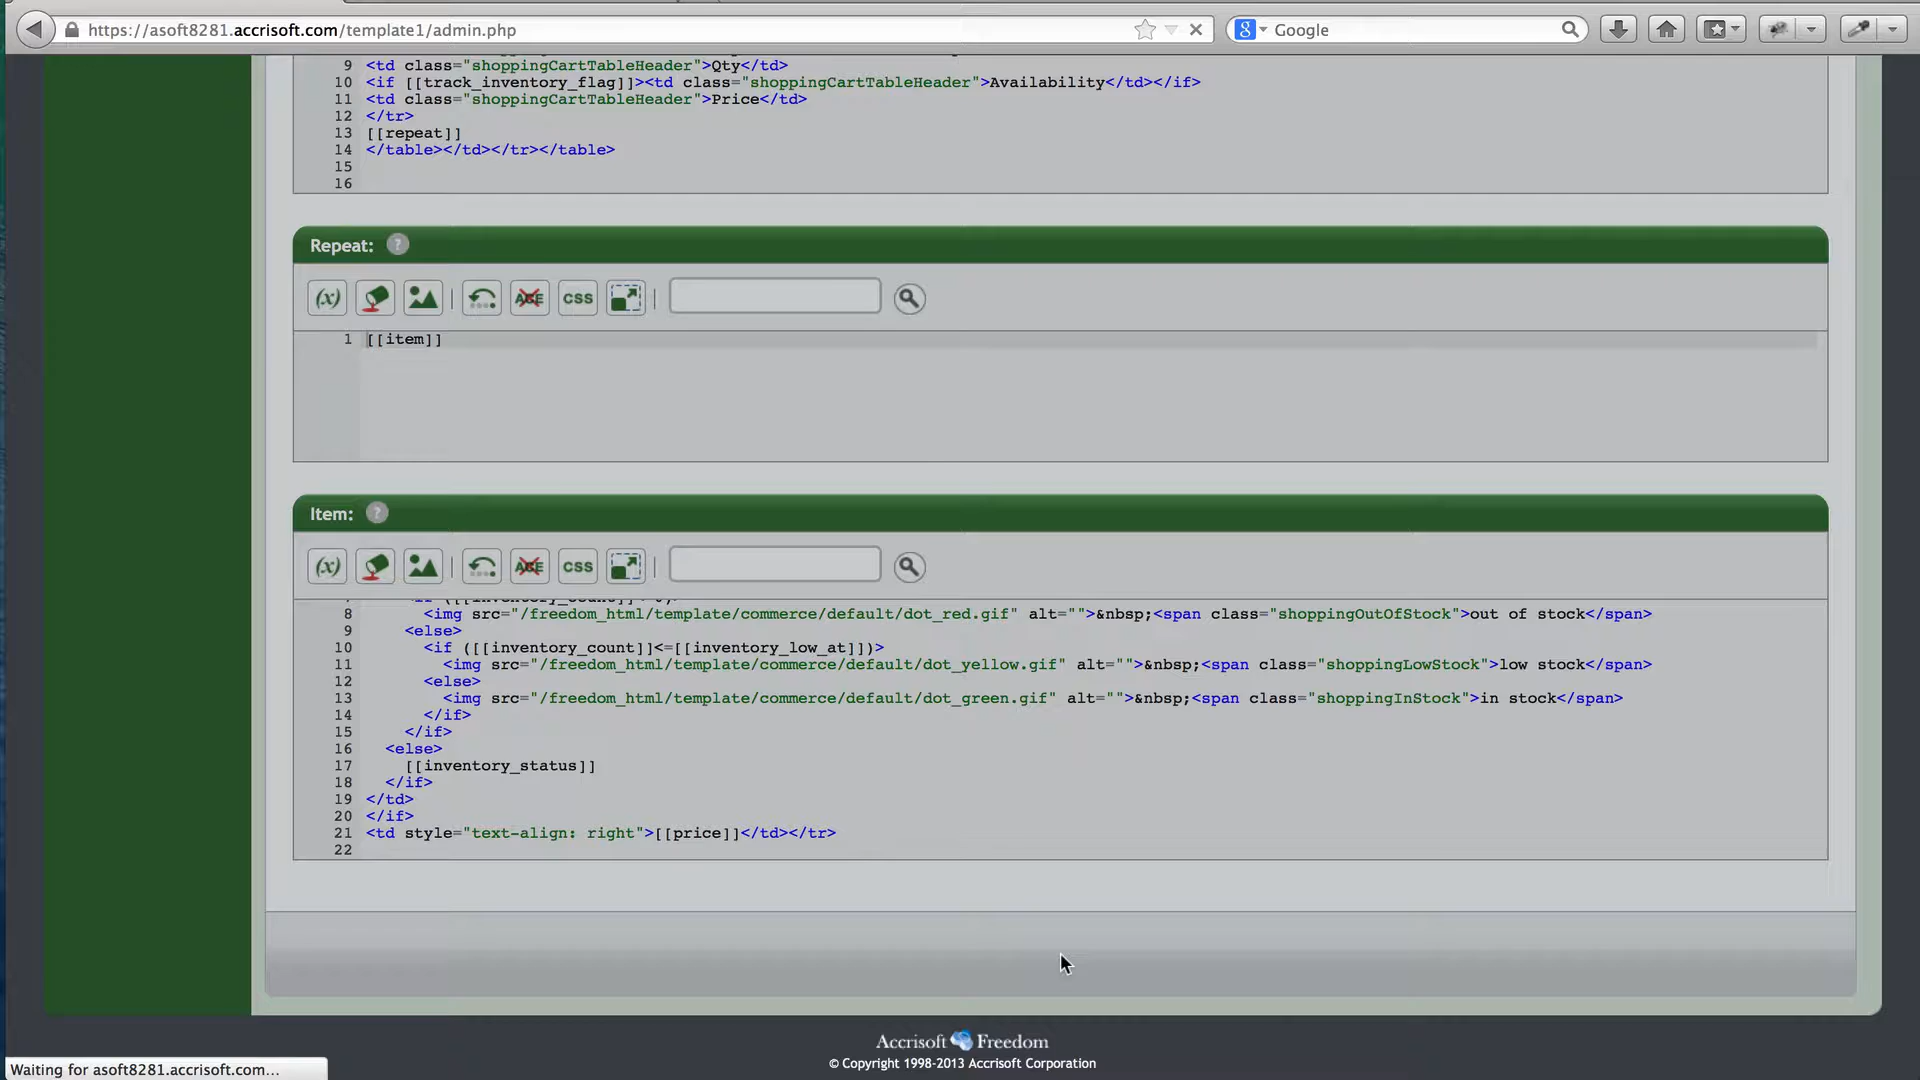 https://asoft8281.accrisoft.com/template1/admin.php
Google
9 <td class="shoppingCartTableHeader">Qty</td>
10 <if [[track_inventory_flag]]><td class="shoppingCartTableHeader">Availability</td></if>
11 <td class="shoppingCartTableHeader">Price</td>
12 </tr>
13 [[repeat]]
14 </table></td></tr></table>
15
16
Repeat: ?
(x) ABC CSS
1 [[item]]
Item: ?
(x) ABC CSS
8 <img src="/freedom_html/template/commerce/default/dot_red.gif" alt="">&nbsp;<span class="shoppingOutOfStock">out of stock</span>
9 <else>
10 <if ([[inventory_count]]<=[[inventory_low_at]])>
11 <img src="/freedom_html/template/commerce/default/dot_yellow.gif" alt="">&nbsp;<span class="shoppingLowStock">low stock</span>
12 <else>
13 <img src="/freedom_html/template/commerce/default/dot_green.gif" alt="">&nbsp;<span class="shoppingInStock">in stock</span>
14 </if>
15 </if>
16 <else>
17 [[inventory_status]]
18 </if>
19 </td>
20 </if>
21 <td style="text-align: right">[[price]]</td></tr>
22
Accrisoft Freedom
© Copyright 1998-2013 Accrisoft Corporation
Waiting for asoft8281.accrisoft.com...